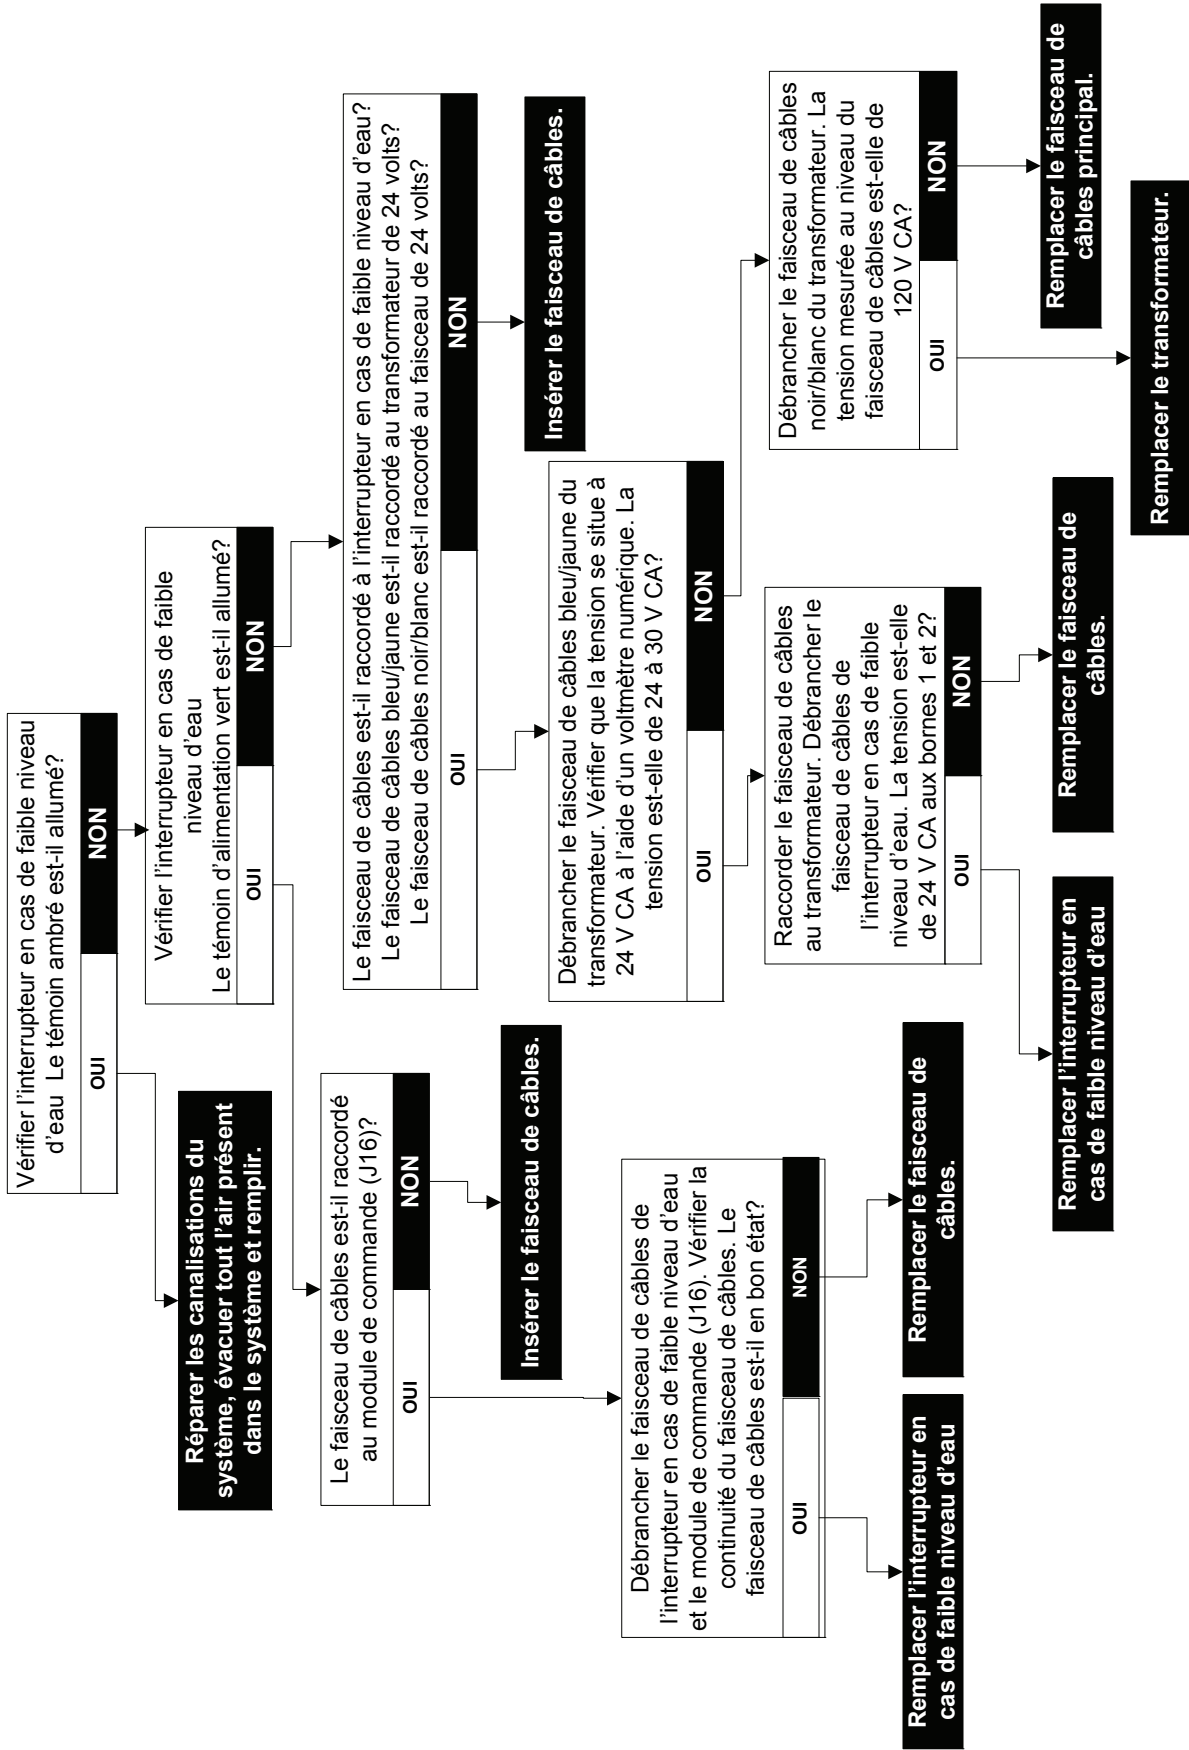 Vérifier l'interrupteur en cas de faible niveau
d'eau  Le témoin ambré est-il allumé?
OUI
NON
Réparer les canalisations du
système, évacuer tout l'air présent
dans le système et remplir.
Vérifier l'interrupteur en cas de faible
niveau d'eau
Le témoin d'alimentation vert est-il allumé?
OUI
NON
Le faisceau de câbles est-il raccordé
au module de commande (J16)?
OUI
NON
Insérer le faisceau de câbles.
Débrancher le faisceau de câbles de
l'interrupteur en cas de faible niveau d'eau
et le module de commande (J16). Vérifier la
continuité du faisceau de câbles. Le
faisceau de câbles est-il en bon état?
OUI
NON
Remplacer l'interrupteur en
cas de faible niveau d'eau
Remplacer le faisceau de
câbles.
Le faisceau de câbles est-il raccordé à l'interrupteur en cas de faible niveau d'eau?
Le faisceau de câbles bleu/jaune est-il raccordé au transformateur de 24 volts?
Le faisceau de câbles noir/blanc est-il raccordé au faisceau de 24 volts?
OUI
NON
Insérer le faisceau de câbles.
Débrancher le faisceau de câbles bleu/jaune du
transformateur. Vérifier que la tension se situe à
24 V CA à l'aide d'un voltmètre numérique. La
tension est-elle de 24 à 30 V CA?
OUI
NON
Raccorder le faisceau de câbles
au transformateur. Débrancher le
faisceau de câbles de
l'interrupteur en cas de faible
niveau d'eau. La tension est-elle
de 24 V CA aux bornes 1 et 2?
OUI
NON
Remplacer l'interrupteur en
cas de faible niveau d'eau
Remplacer le faisceau de
câbles.
Débrancher le faisceau de câbles
noir/blanc du transformateur. La
tension mesurée au niveau du
faisceau de câbles est-elle de
120 V CA?
OUI
NON
Remplacer le transformateur.
Remplacer le faisceau de
câbles principal.